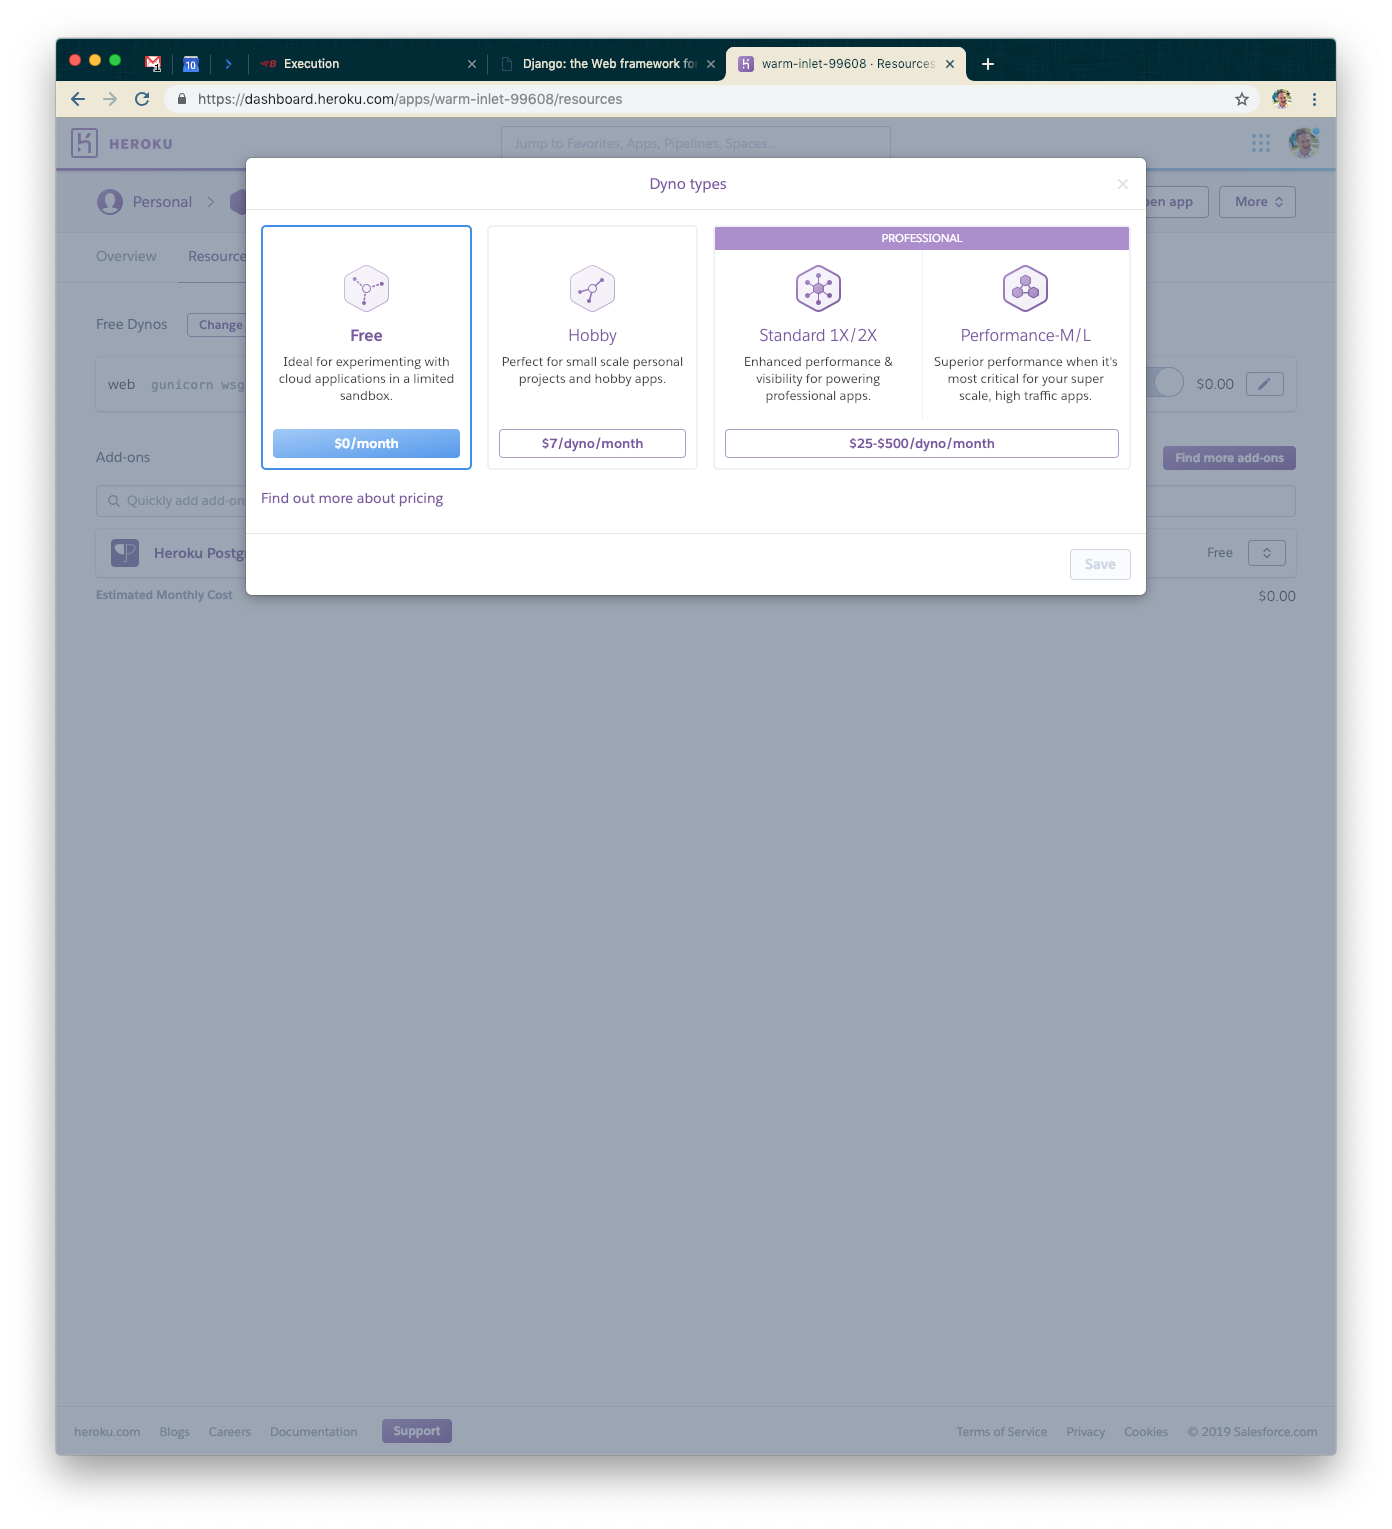 1
10
Execution
Django: the Web framework for
warm-inlet-99608 · Resources
https://dashboard.heroku.com/apps/warm-inlet-99608/resources
HEROKU
Jump to Favorites, Apps, Pipelines, Spaces...
Dyno types
Personal
en app
More
Overview
Resource
PROFESSIONAL
Free
Ideal for experimenting with
cloud applications in a limited
sandbox.
$0/month
Hobby
Perfect for small scale personal
projects and hobby apps.
$7/dyno/month
Standard 1X/2X
Enhanced performance &
visibility for powering
professional apps.
Performance-M/L
Superior performance when it's
most critical for your super
scale, high traffic apps.
$25-$500/dyno/month
Free Dynos
Change
web gunicorn wsg
$0.00
Add-ons
Find more add-ons
Quickly add add-on
Find out more about pricing
Heroku Postg
Free
Save
Estimated Monthly Cost
$0.00
heroku.com
Blogs
Careers
Documentation
Support
Terms of Service
Privacy
Cookies
© 2019 Salesforce.com